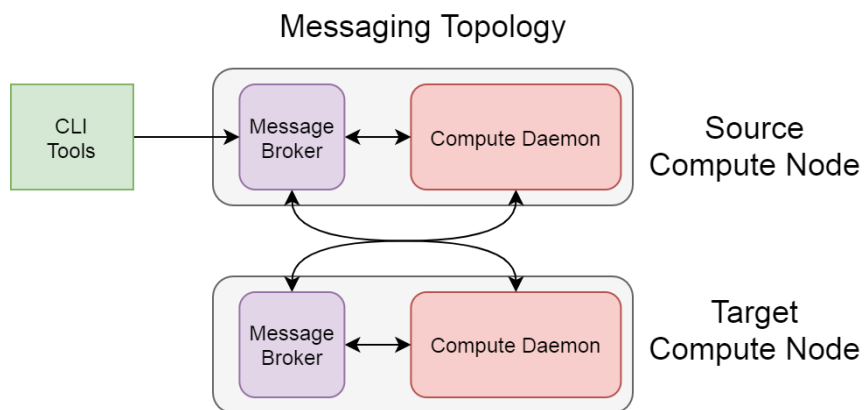 Messaging Topology
CLI
Tools
Message
Broker
Compute Daemon
Source
Compute Node
Message
Broker
Compute Daemon
Target
Compute Node